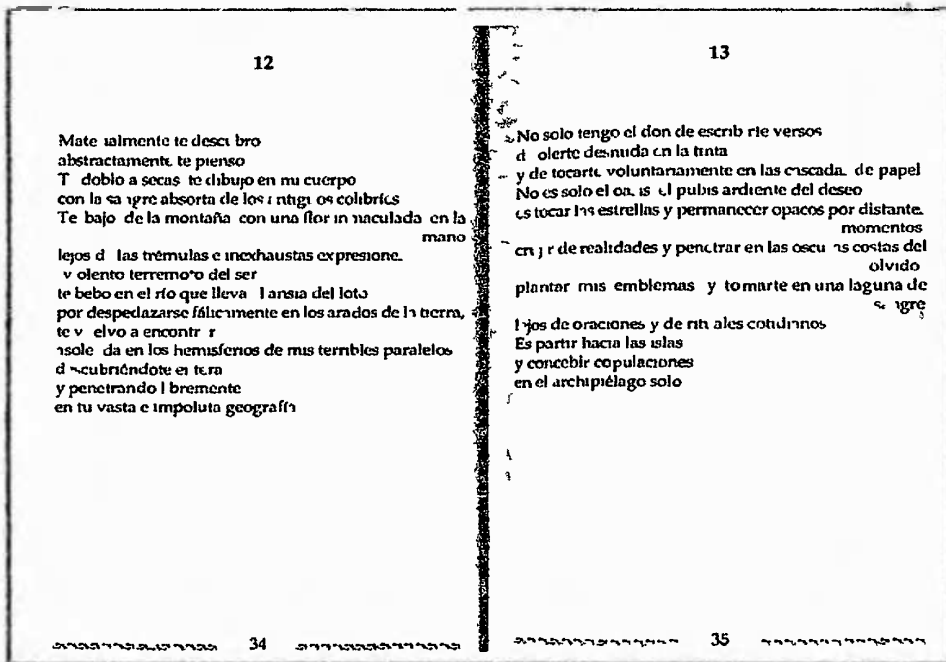 12
Materialmente te descubro
abstractamente te pienso
Te doblo a secas te dibujo en mi cuerpo
con la sangre absorta de los antiguos colibríes
Te bajo de la montaña con una flor inmaculada en la
mano
lejos de las trémulas e inexhaustas expresiones
violento terremoto del ser
te bebo en el río que lleva el ansia del loto
por despedazarse fálicamente en los arados de la tierra,
te vuelvo a encontrar
insolada en los hemisferios de mis terribles paralelos
descubriéndote
y penetrando libremente
en tu vasta e impoluta geografía
34
13
No solo tengo el don de escribirte versos
olerte desnuda en la tinta
y de tocarte voluntariamente en las cascadas de papel
No es solo el oasis el pubis ardiente del deseo
es tocar las estrellas y permanecer opacos por distantes
momentos
de realidades y penetrar en las oscuras costas del
olvido
plantar mis emblemas y tomarte en una laguna de
sangre
lejos de oraciones y de rituales cotidianos
Es partir hacia las islas
y concebir copulaciones
en el archipiélago solo
35